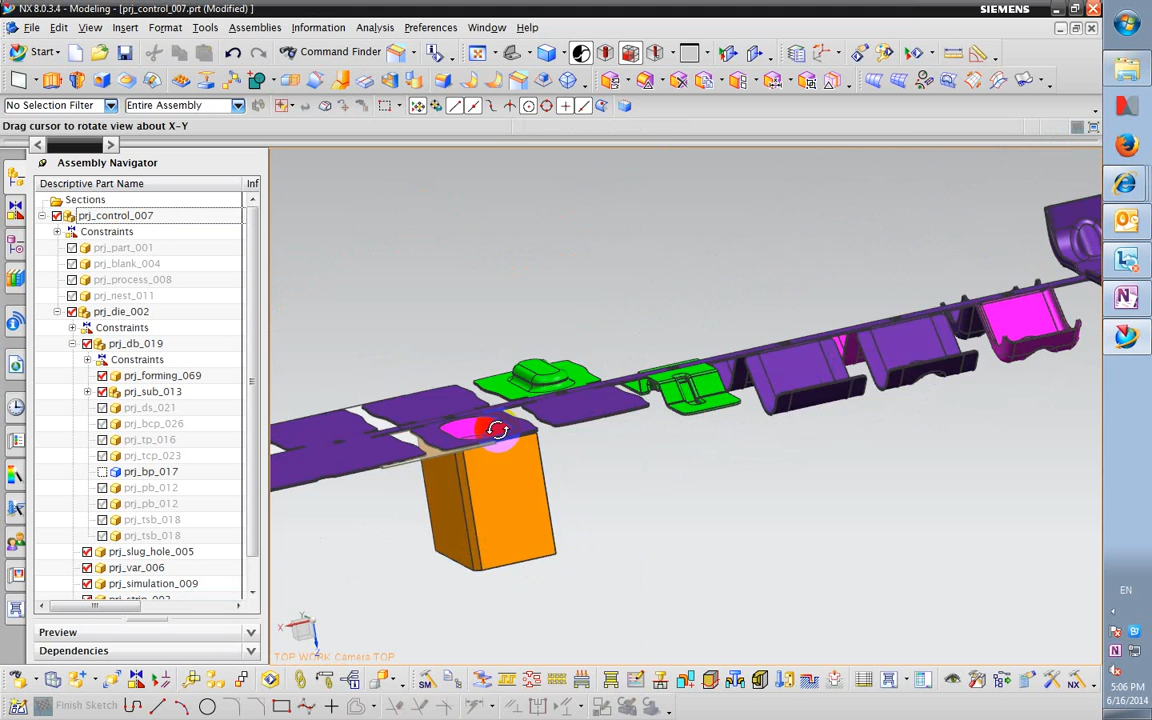 NX 8.0.3.4 - Modeling - [prj_control_007.prt (Modified) ]
SIEMENS
File Edit View Insert Format Tools Assemblies Information Analysis Preferences Window Help
Start
Command Finder
No Selection Filter
Entire Assembly
Drag cursor to rotate view about X-Y
Assembly Navigator
Descriptive Part Name
Inf
Sections
prj_control_007
Constraints
prj_part_001
prj_blank_004
prj_process_008
prj_nest_011
prj_die_002
Constraints
prj_db_019
Constraints
prj_forming_069
prj_sub_013
prj_ds_021
prj_bcp_026
prj_tp_016
prj_tcp_023
prj_bp_017
prj_pb_012
prj_pb_012
prj_tsb_018
prj_tsb_018
prj_slug_hole_005
prj_var_006
prj_simulation_009
Preview
Dependencies
X
TOP WORK Camera TOP
EN
5:06 PM
6/16/2014
SM
NX
Finish Sketch